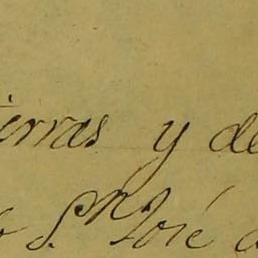 ierras y de
o S.ⁿ José d